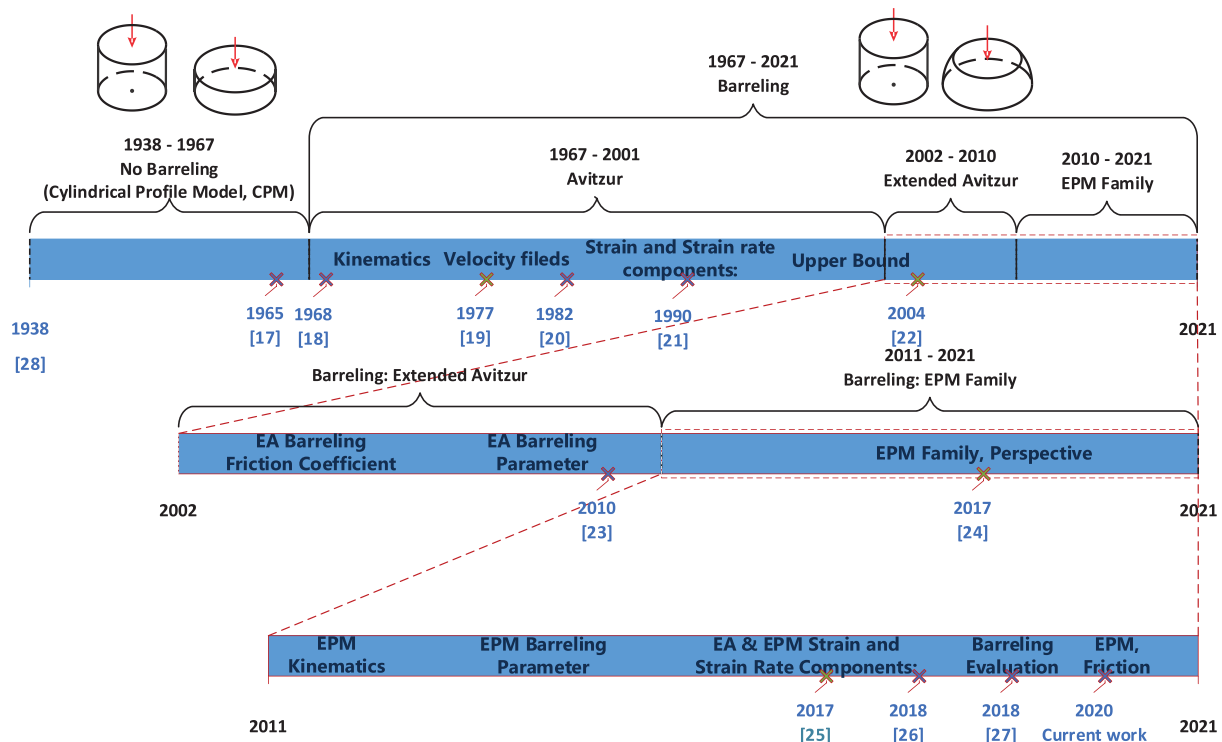 1967 - 2021
Barreling
1938 - 1967
No Barreling
(Cylindrical Profile Model, CPM)
1967 - 2001
Avitzur
2002 - 2010
Extended Avitzur
2010 - 2021
EPM Family
Kinematics
Velocity fileds
Strain and Strain rate
components:
Upper Bound
1938
[28]
1965
[17]
1968
[18]
1977
[19]
1982
[20]
1990
[21]
2004
[22]
2021
Barreling: Extended Avitzur
2011 - 2021
Barreling: EPM Family
EA Barreling
Friction Coefficient
EA Barreling
Parameter
EPM Family, Perspective
2002
2010
[23]
2017
[24]
2021
EPM
Kinematics
EPM Barreling
Parameter
EA & EPM Strain and
Strain Rate Components:
Barreling
Evaluation
EPM,
Friction
2011
2017
[25]
2018
[26]
2018
[27]
2020
Current work
2021